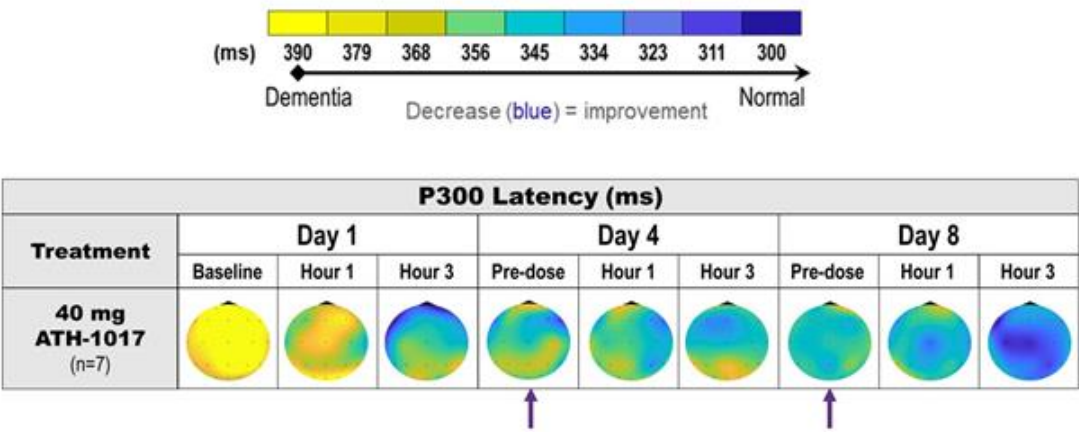 (ms) 390 379 368 356 345 334 323 311 300
Dementia Normal
Decrease (blue) = improvement
P300 Latency (ms)
Treatment Day 1 Day 4 Day 8
Baseline Hour 1 Hour 3 Pre-dose Hour 1 Hour 3 Pre-dose Hour 1 Hour 3
40 mg
ATH-1017
(n=7)